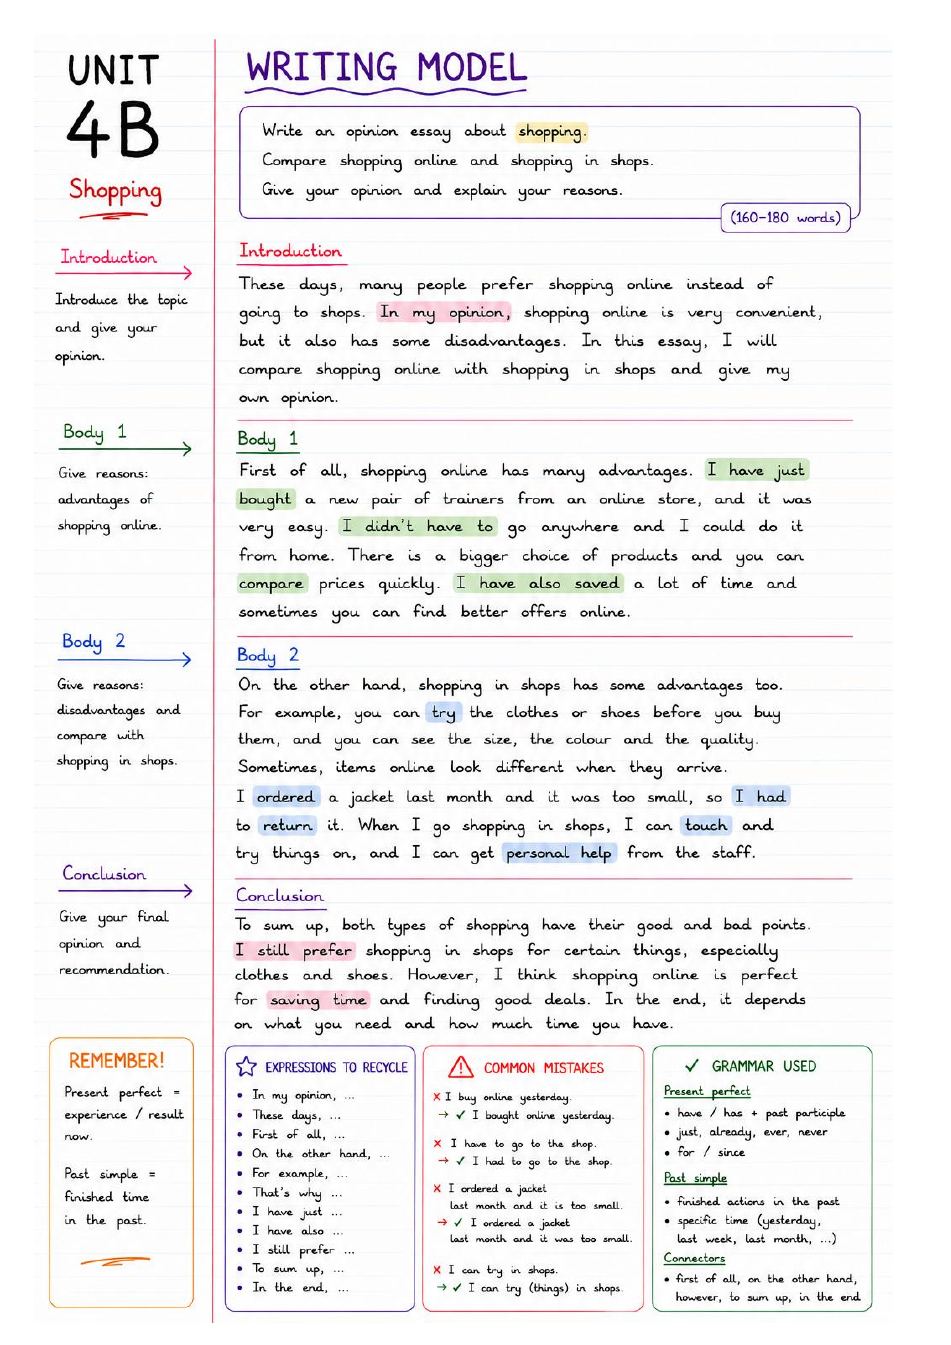 UNIT
4B
Shopping
WRITING MODEL
Write an opinion essay about shopping.
Compare shopping online and shopping in shops.
Give your opinion and explain your reasons.
(160-180 words)
Introduction
Introduce the topic
and give your
opinion.
Introduction
These days, many people prefer shopping online instead of
going to shops. In my opinion, shopping online is very convenient,
but it also has some disadvantages. In this essay, I will
compare shopping online with shopping in shops and give my
own opinion.
Body 1
Give reasons:
advantages of
shopping online.
Body 1
First of all, shopping online has many advantages. I have just
bought a new pair of trainers from an online store, and it was
very easy. I didn't have to go anywhere and I could do it
from home. There is a bigger choice of products and you can
compare prices quickly. I have also saved a lot of time and
sometimes you can find better offers online.
Body 2
Give reasons:
disadvantages and
compare with
shopping in shops.
Body 2
On the other hand, shopping in shops has some advantages too.
For example, you can try the clothes or shoes before you buy
them, and you can see the size, the colour and the quality.
Sometimes, items online look different when they arrive.
I ordered a jacket last month and it was too small, so I had
to return it. When I go shopping in shops, I can touch and
try things on, and I can get personal help from the staff.
Conclusion
Give your final
opinion and
recommendation.
Conclusion
To sum up, both types of shopping have their good and bad points.
I still prefer shopping in shops for certain things, especially
clothes and shoes. However, I think shopping online is perfect
for saving time and finding good deals. In the end, it depends
on what you need and how much time you have.
REMEMBER!
Present perfect =
experience / result
now.
Past simple =
finished time
in the past.
EXPRESSIONS TO RECYCLE
• In my opinion, ...
• These days, ...
• First of all, ...
• On the other hand, ...
• For example, ...
• That's why ...
• I have just ...
• I have also ...
• I still prefer ...
• To sum up, ...
• In the end, ...
COMMON MISTAKES
✗ I buy online yesterday.
→ ✓ I bought online yesterday.
✗ I have to go to the shop.
→ ✓ I had to go to the shop.
✗ I ordered a jacket
last month and it is too small.
→ ✓ I ordered a jacket
last month and it was too small.
✗ I can try in shops.
→ ✓ I can try (things) in shops.
✓ GRAMMAR USED
Present perfect
• have / has + past participle
• just, already, ever, never
• for / since
Past simple
• finished actions in the past
• specific time (yesterday,
last week, last month, ...)
Connectors
• first of all, on the other hand,
however, to sum up, in the end